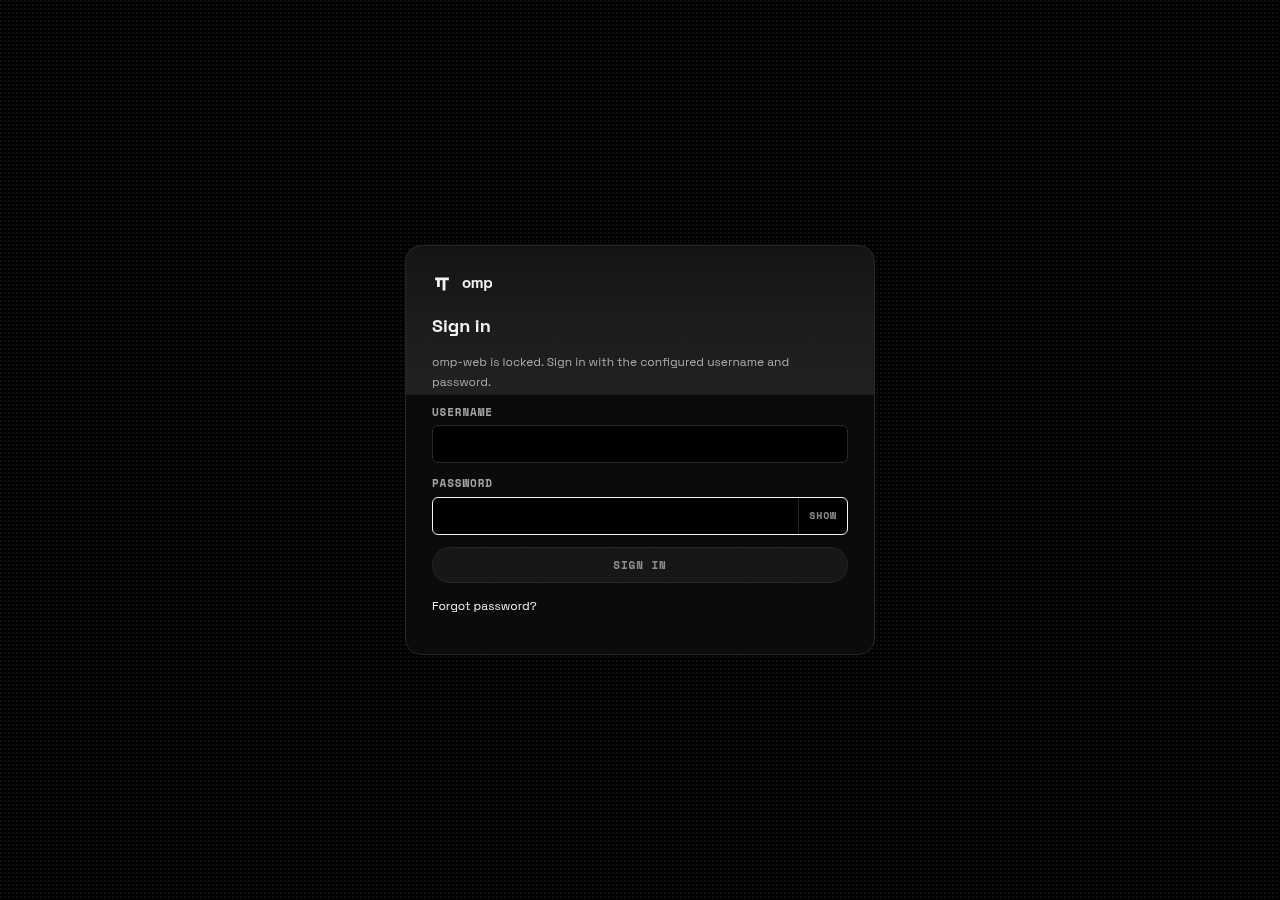 omp
Sign in
omp-web is locked. Sign in with the configured username and
password.
USERNAME
PASSWORD
SHOW
SIGN IN
Forgot password?